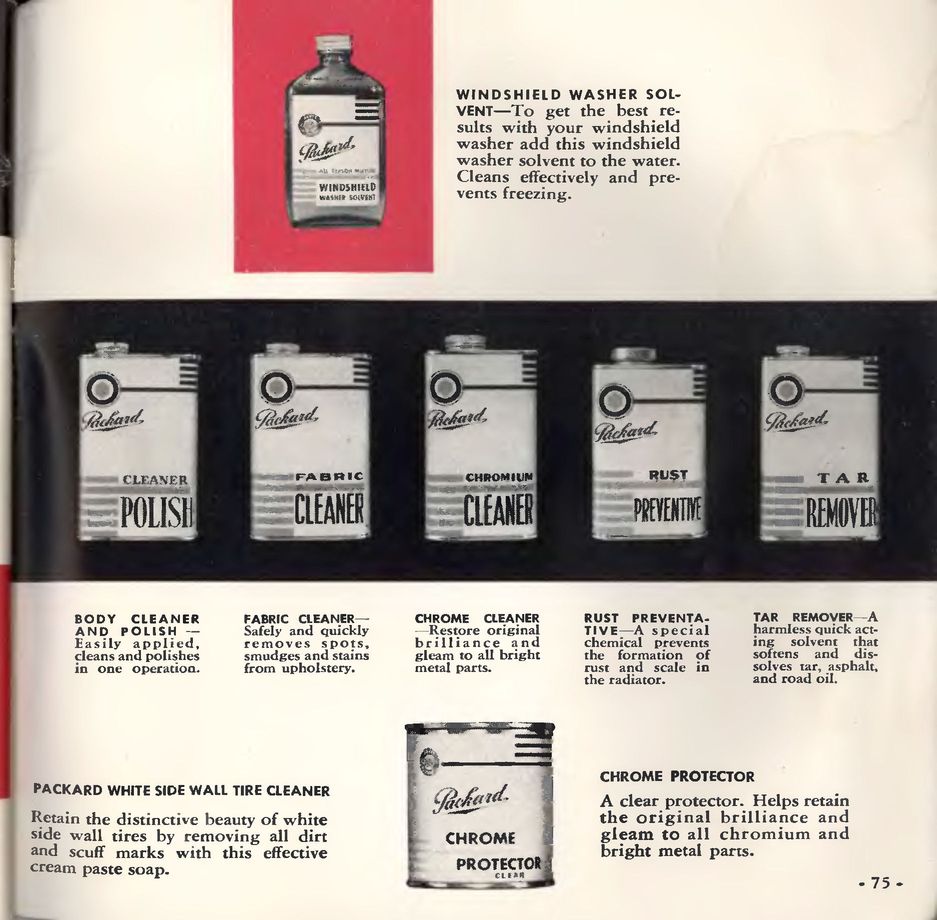 Packard
ALL SEASON MIXTURE
WINDSHIELD
WASHER SOLVENT
WINDSHIELD WASHER SOL-
VENT—To get the best re-
sults with your windshield
washer add this windshield
washer solvent to the water.
Cleans effectively and pre-
vents freezing.
Packard
CLEANER
POLISH
Packard
FABRIC
CLEANER
Packard
CHROMIUM
CLEANER
Packard
RUST
PREVENTIVE
Packard
TAR
REMOVER
BODY CLEANER
AND POLISH —
Easily applied,
cleans and polishes
in one operation.
FABRIC CLEANER—
Safely and quickly
removes spots,
smudges and stains
from upholstery.
CHROME CLEANER
—Restore original
brilliance and
gleam to all bright
metal parts.
RUST PREVENTA-
TIVE—A special
chemical prevents
the formation of
rust and scale in
the radiator.
TAR REMOVER—A
harmless quick act-
ing solvent that
softens and dis-
solves tar, asphalt,
and road oil.
PACKARD WHITE SIDE WALL TIRE CLEANER
Retain the distinctive beauty of white
side wall tires by removing all dirt
and scuff marks with this effective
cream paste soap.
Packard
CHROME
PROTECTOR
CLEAR
CHROME PROTECTOR
A clear protector. Helps retain
the original brilliance and
gleam to all chromium and
bright metal parts.
• 75 •